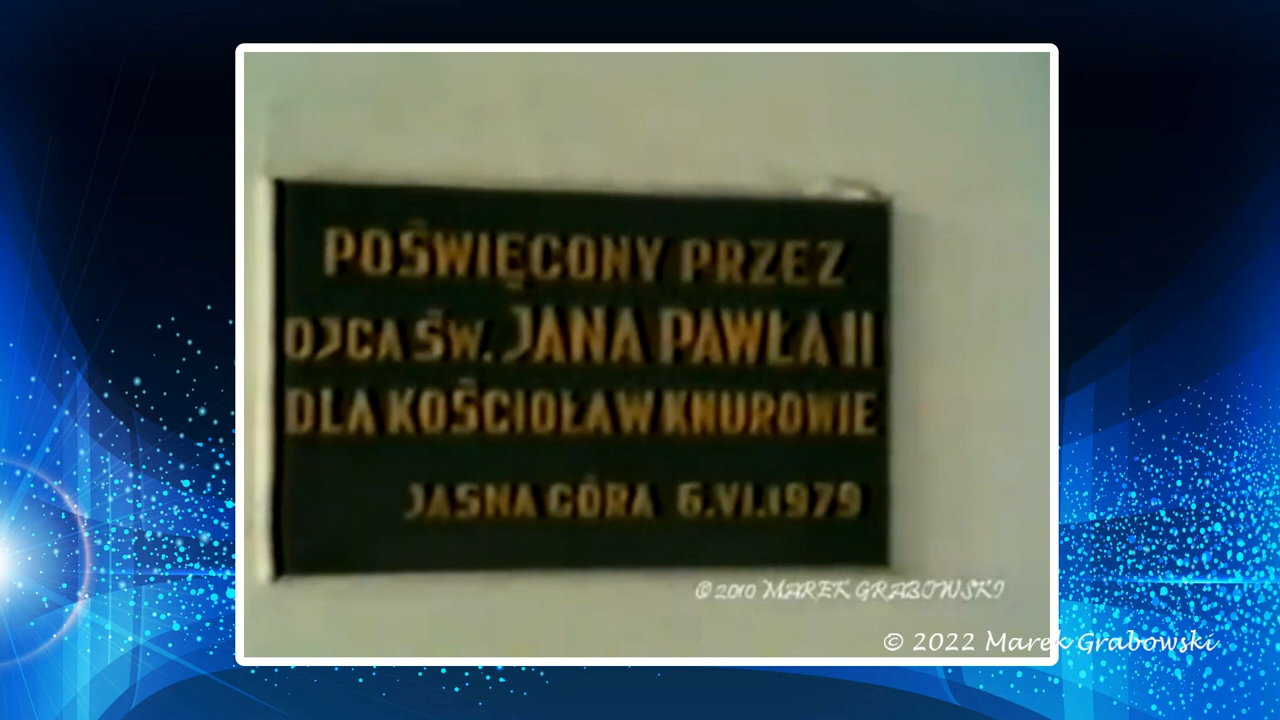 POŚWIĘCONY PRZEZ
OJCA ŚW. JANA PAWŁA II
DLA KOŚCIOŁA W KNUROWIE
JASNA GÓRA 6.VI.1979
© 2010 MAREK GRABOWSKI
© 2022 Marek Grabowski